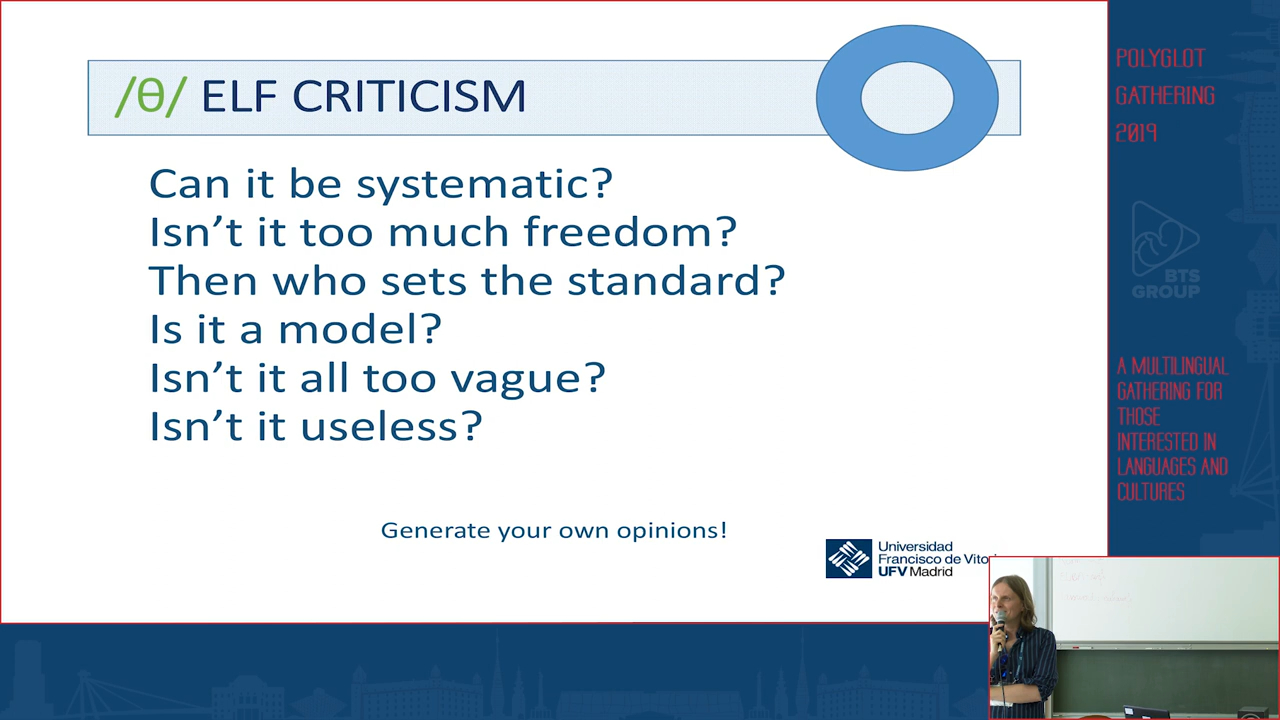 /θ/ ELF CRITICISM
Can it be systematic?
Isn't it too much freedom?
Then who sets the standard?
Is it a model?
Isn't it all too vague?
Isn't it useless?
Generate your own opinions!
Universidad
Francisco de
UFV Madrid
POLYGLOT
GATHERING
2019
BTS
GROUP
A MULTILINGUAL
GATHERING FOR
THOSE
INTERESTED IN
LANGUAGES AND
CULTURES